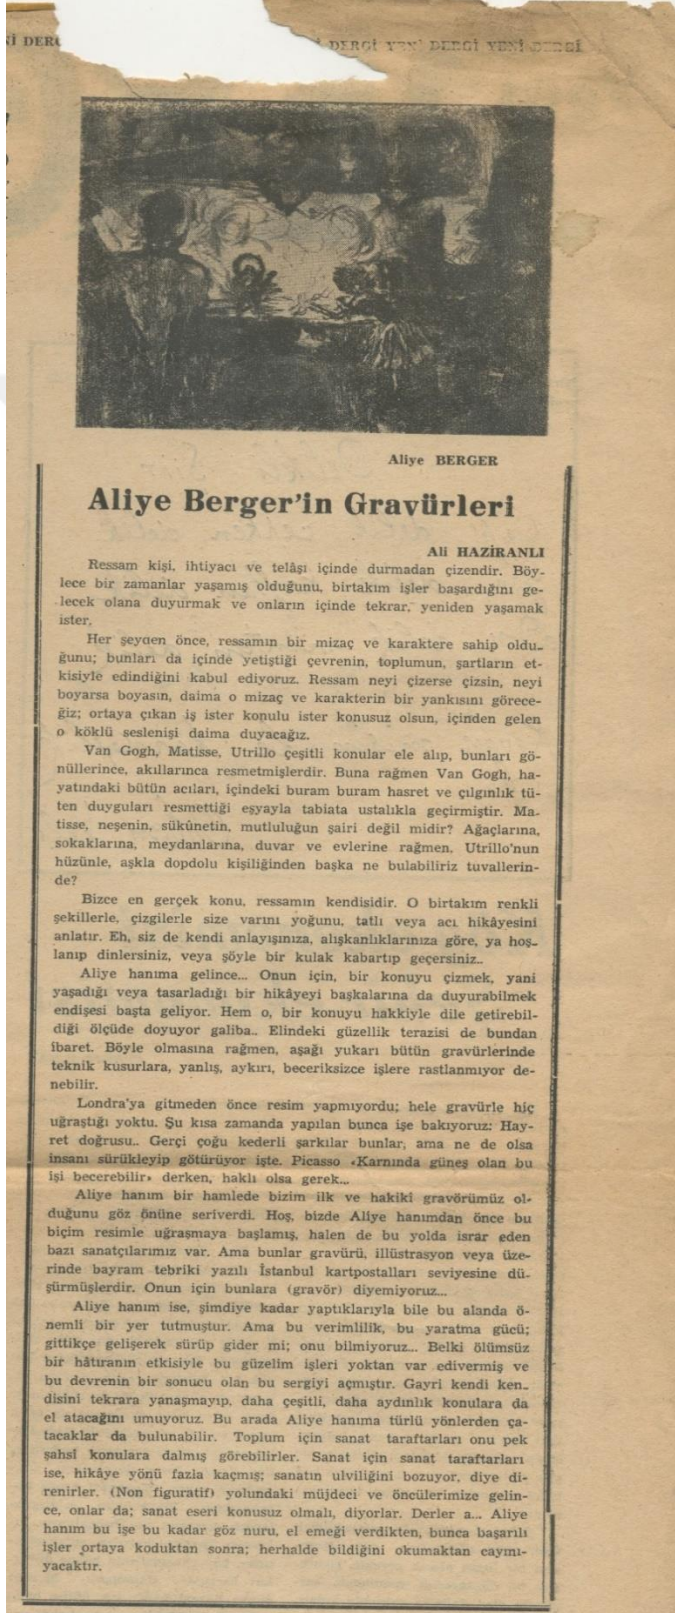 Nİ DERG
İ DERGİ YENİ DERGİ YENİ DERGİ
Aliye BERGER
Aliye Berger'in Gravürleri
Ali HAZİRANLI
Ressam kişi, ihtiyacı ve telâşı içinde durmadan çizendir. Böy-
lece bir zamanlar yaşamış olduğunu, birtakım işler başardığını ge-
lecek olana duyurmak ve onların içinde tekrar, yeniden yaşamak
ister.
Her şeyden önce, ressamın bir mizaç ve karaktere sahip oldu-
ğunu; bunları da içinde yetiştiği çevrenin, toplumun, şartların et-
kisiyle edindiğini kabul ediyoruz. Ressam neyi çizerse çizsin, neyi
boyarsa boyasın, daima o mizaç ve karakterin bir yankısını görece-
ğiz; ortaya çıkan iş ister konulu ister konusuz olsun, içinden gelen
o köklü seslenişi daima duyacağız.
Van Gogh, Matisse, Utrillo çeşitli konular ele alıp, bunları gö-
nüllerince, akıllarınca resmetmişlerdir. Buna rağmen Van Gogh, ha-
yatındaki bütün acıları, içindeki buram buram hasret ve çılgınlık tü-
ten duyguları resmettiği eşyayla tabiata ustalıkla geçirmiştir. Ma-
tisse, neşenin, sükûnetin, mutluluğun şairi değil midir? Ağaçlarına,
sokaklarına, meydanlarına, duvar ve evlerine rağmen, Utrillo'nun
hüzünle, aşkla dopdolu kişiliğinden başka ne bulabiliriz tuvallerin-
de?
Bizce en gerçek konu, ressamın kendisidir. O birtakım renkli
şekillerle, çizgilerle size varını yoğunu, tatlı veya acı hikâyesini
anlatır. Eh, siz de kendi anlayışınıza, alışkanlıklarınıza göre, ya hoş-
lanıp dinlersiniz, veya şöyle bir kulak kabartıp geçersiniz..
Aliye hanıma gelince... Onun için, bir konuyu çizmek, yani
yaşadığı veya tasarladığı bir hikâyeyi başkalarına da duyurabilmek
endişesi başta geliyor. Hem o, bir konuyu hakkiyle dile getirebil-
diği ölçüde doyuyor galiba.. Elindeki güzellik terazisi de bundan
ibaret. Böyle olmasına rağmen, aşağı yukarı bütün gravürlerinde
teknik kusurlara, yanlış, aykırı, beceriksizce işlere rastlanmıyor de-
nebilir.
Londra'ya gitmeden önce resim yapmıyordu; hele gravürle hiç
uğraştığı yoktu. Şu kısa zamanda yapılan bunca işe bakıyoruz: Hay-
ret doğrusu.. Gerçi çoğu kederli şarkılar bunlar, ama ne de olsa
insanı sürükleyip götürüyor işte. Picasso «Karnında güneş olan bu
işi becerebilir» derken, haklı olsa gerek...
Aliye hanım bir hamlede bizim ilk ve hakikî gravörümüz ol-
duğunu göz önüne seriverdi. Hoş, bizde Aliye hanımdan önce bu
biçim resimle uğraşmaya başlamış, halen de bu yolda israr eden
bazı sanatçılarımız var. Ama bunlar gravürü, illüstrasyon veya üze-
rinde bayram tebriki yazılı İstanbul kartpostalları seviyesine dü-
şürmüşlerdir. Onun için bunlara (gravör) diyemiyoruz...
Aliye hanım ise, şimdiye kadar yaptıklarıyla bile bu alanda ö-
nemli bir yer tutmuştur. Ama bu verimlilik, bu yaratma gücü;
gittikçe gelişerek sürüp gider mi; onu bilmiyoruz... Belki ölümsüz
bir hâtıranın etkisiyle bu güzelim işleri yoktan var edivermiş ve
bu devrenin bir sonucu olan bu sergiyi açmıştır. Gayri kendi ken-
disini tekrara yanaşmayıp, daha çeşitli, daha aydınlık konulara da
el atacağını umuyoruz. Bu arada Aliye hanıma türlü yönlerden ça-
tacaklar da bulunabilir. Toplum için sanat taraftarları onu pek
şahsî konulara dalmış görebilirler. Sanat için sanat taraftarları
ise, hikâye yönü fazla kaçmış; sanatın ulviliğini bozuyor, diye di-
renirler. (Non figuratif) yolundaki müjdeci ve öncülerimize gelin-
ce, onlar da; sanat eseri konusuz olmalı, diyorlar. Derler a... Aliye
hanım bu işe bu kadar göz nuru, el emeği verdikten, bunca başarılı
işler ortaya koduktan sonra; herhalde bildiğini okumaktan caymı-
yacaktır.